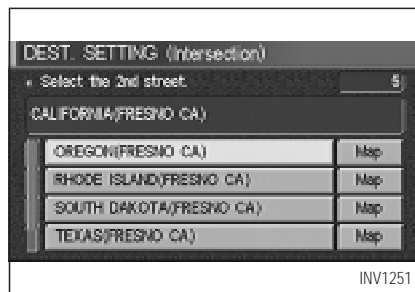 DEST. SETTING (Intersection)
Select the 2nd street. 5
CALIFORNIA(FRESNO CA)
OREGON(FRESNO CA) Map
RHODE ISLAND(FRESNO CA) Map
SOUTH DAKOTA(FRESNO CA) Map
TEXAS(FRESNO CA) Map
INV1251